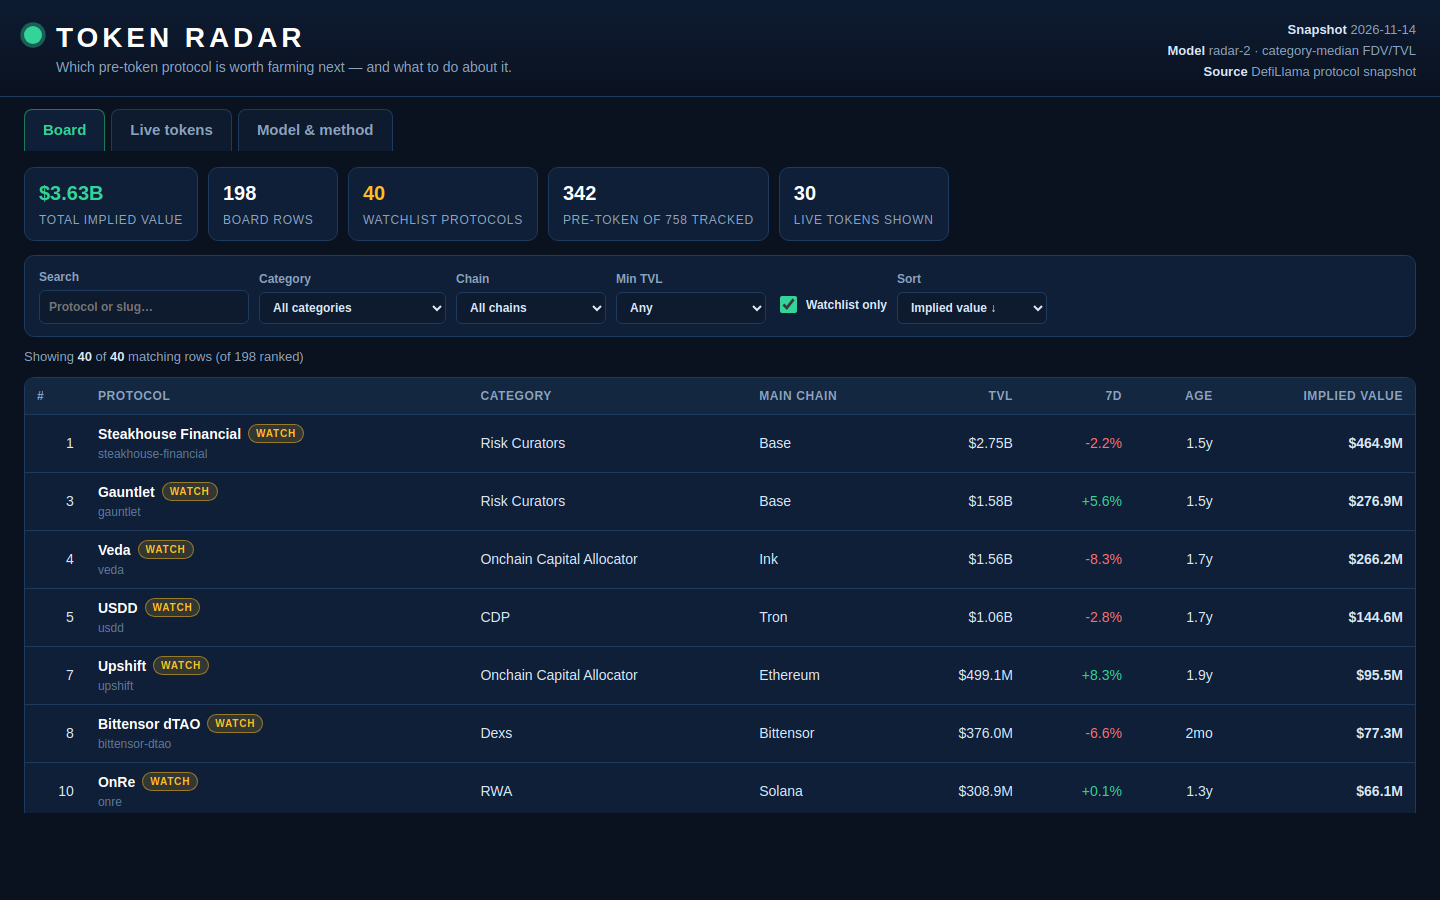 TOKEN RADAR
Which pre-token protocol is worth farming next — and what to do about it.
Snapshot 2026-11-14
Model radar-2 · category-median FDV/TVL
Source DefiLlama protocol snapshot
Board Live tokens Model & method
$3.63B
TOTAL IMPLIED VALUE
198
BOARD ROWS
40
WATCHLIST PROTOCOLS
342
PRE-TOKEN OF 758 TRACKED
30
LIVE TOKENS SHOWN
Search
Protocol or slug…
Category
All categories
Chain
All chains
Min TVL
Any
Watchlist only
Sort
Implied value ↓
Showing 40 of 40 matching rows (of 198 ranked)
# PROTOCOL CATEGORY MAIN CHAIN TVL 7D AGE IMPLIED VALUE
1 Steakhouse Financial WATCH Risk Curators Base $2.75B -2.2% 1.5y $464.9M
steakhouse-financial
3 Gauntlet WATCH Risk Curators Base $1.58B +5.6% 1.5y $276.9M
gauntlet
4 Veda WATCH Onchain Capital Allocator Ink $1.56B -8.3% 1.7y $266.2M
veda
5 USDD WATCH CDP Tron $1.06B -2.8% 1.7y $144.6M
usdd
7 Upshift WATCH Onchain Capital Allocator Ethereum $499.1M +8.3% 1.9y $95.5M
upshift
8 Bittensor dTAO WATCH Dexs Bittensor $376.0M -6.6% 2mo $77.3M
bittensor-dtao
10 OnRe WATCH RWA Solana $308.9M +0.1% 1.3y $66.1M
onre